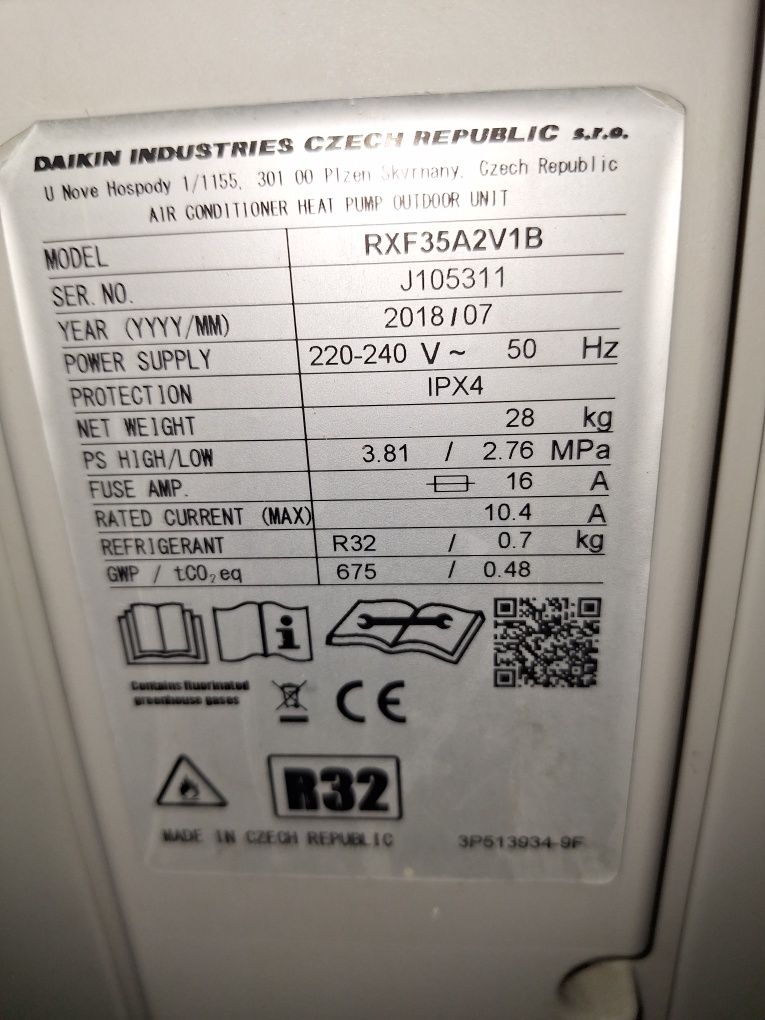 DAIKIN INDUSTRIES CZECH REPUBLIC s.r.o.
U Nove Hospody 1/1155, 301 00 Plzen Skvrnany, Czech Republic
AIR CONDITIONER HEAT PUMP OUTDOOR UNIT
MODEL RXF35A2V1B
SER. NO. J105311
YEAR (YYYY/MM) 2018/07
POWER SUPPLY 220-240 V ~ 50 Hz
PROTECTION IPX4
NET WEIGHT 28 kg
PS HIGH/LOW 3.81 / 2.76 MPa
FUSE AMP. 16 A
RATED CURRENT (MAX) 10.4 A
REFRIGERANT R32 / 0.7 kg
GWP / tCO₂eq 675 / 0.48
i
Contains fluorinated
greenhouse gases
CE
R32
MADE IN CZECH REPUBLIC 3P513934-9F